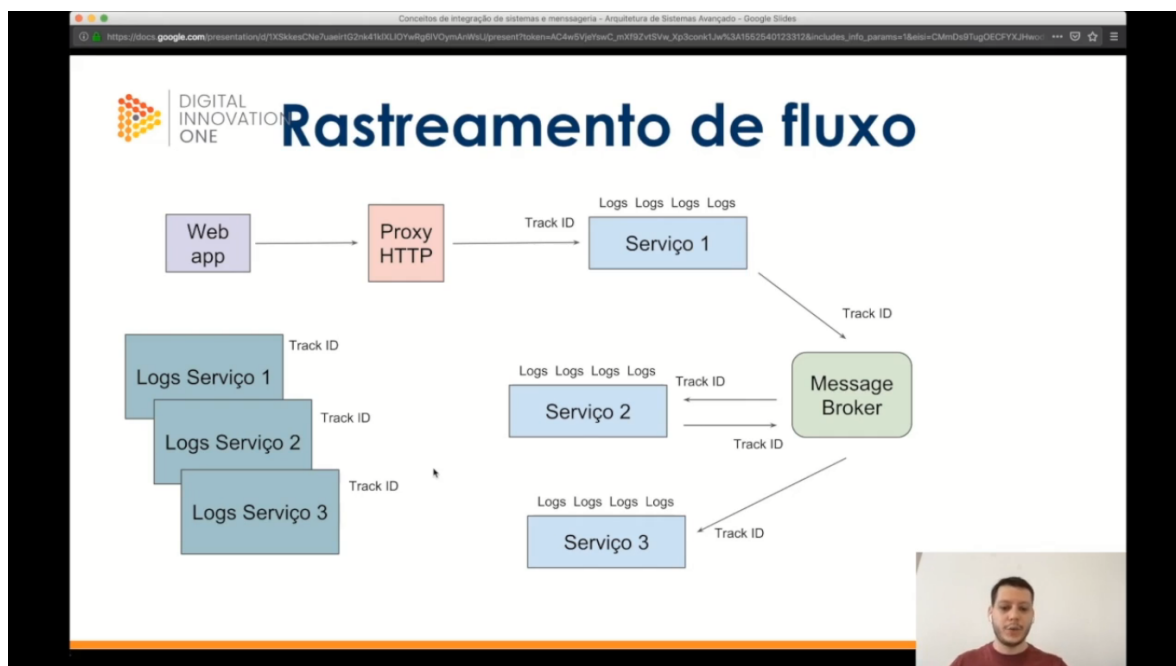 Conceitos de integração de sistemas e menssageria - Arquitetura de Sistemas Avançado - Google Slides
DIGITAL
INNOVATION
ONE
Rastreamento de fluxo
Logs Logs Logs Logs
Web
app
Proxy
HTTP
Track ID
Serviço 1
Track ID
Track ID
Logs Serviço 1
Logs Logs Logs Logs
Track ID
Message
Broker
Serviço 2
Track ID
Logs Serviço 2
Track ID
Track ID
Logs Serviço 3
Logs Logs Logs Logs
Track ID
Serviço 3